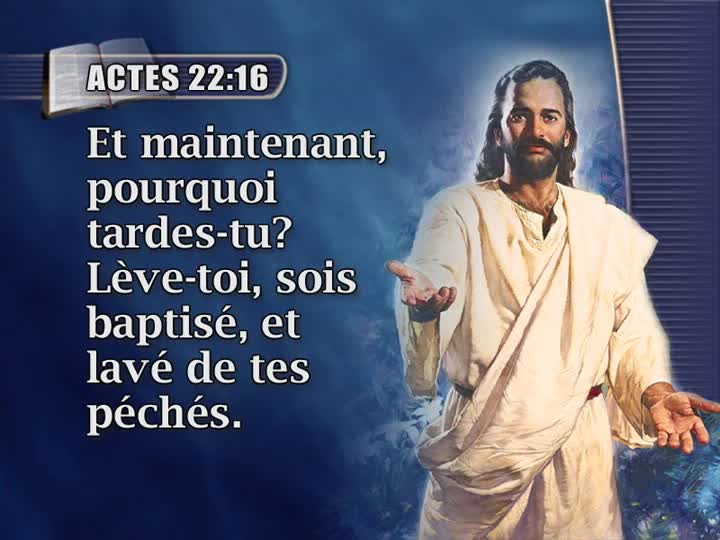 ACTES 22:16
Et maintenant,
pourquoi
tardes-tu?
Lève-toi, sois
baptisé, et
lavé de tes
péchés.